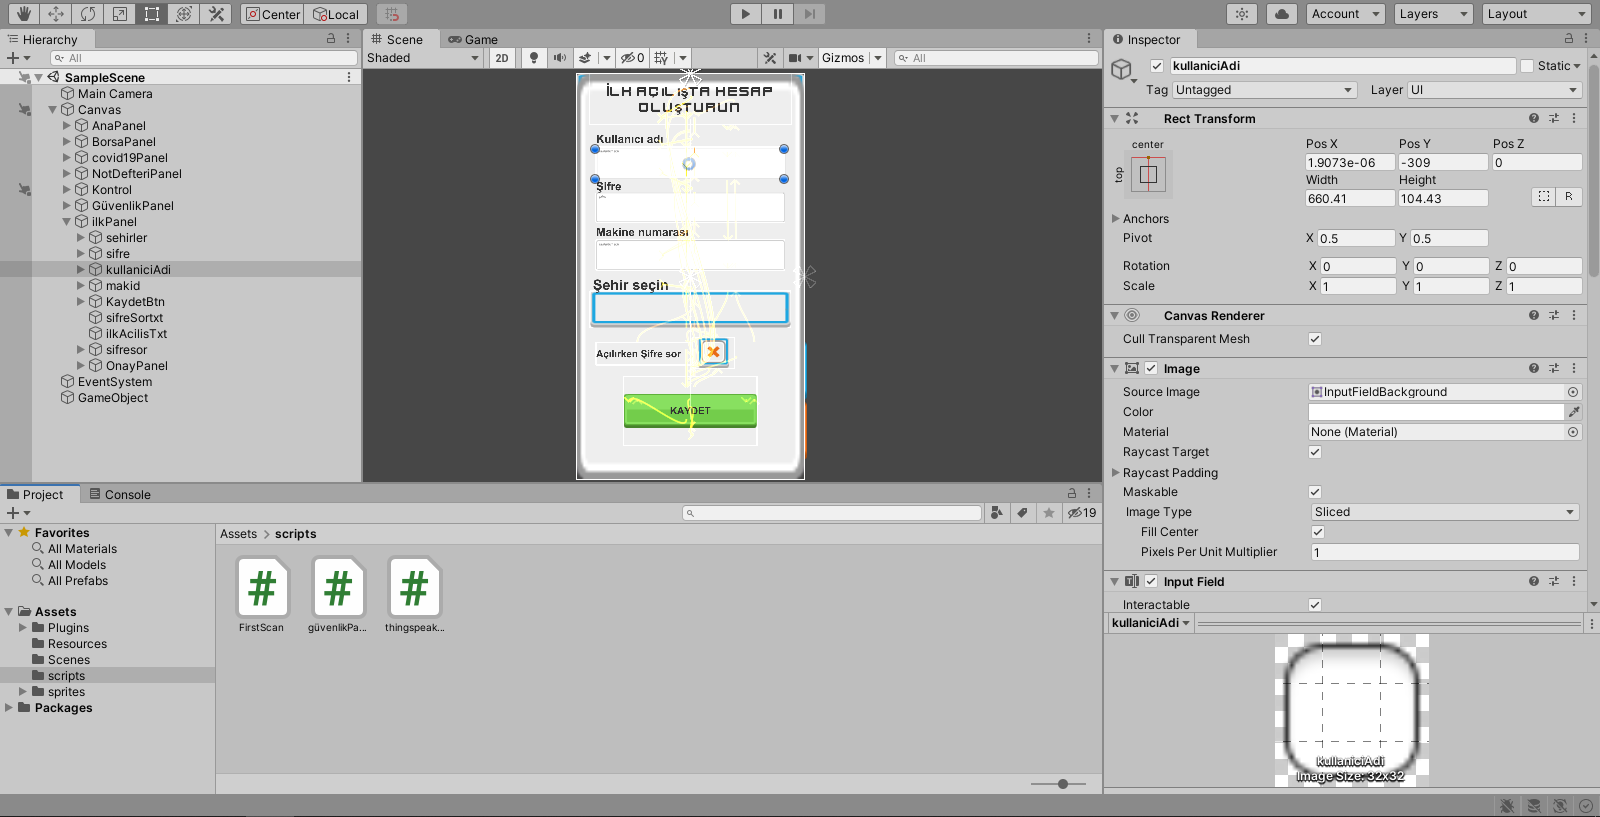 Center
Local
Account
Layers
Layout
Hierarchy
All
SampleScene
Main Camera
Canvas
AnaPanel
BorsaPanel
covid19Panel
NotDefteriPanel
Kontrol
GüvenlikPanel
ilkPanel
sehirler
sifre
kullaniciAdi
makid
KaydetBtn
sifreSortxt
ilkAcilisTxt
sifresor
OnayPanel
EventSystem
GameObject
Scene
Game
Shaded
2D
0
Gizmos
All
İLK AÇILIŞTA HESAP
OLUŞTURUN
Kullanıcı adı
Şifre
Makine numarası
Şehir seçin
Açılırken Şifre sor
KAYDET
Project
Console
19
Favorites
All Materials
All Models
All Prefabs
Assets
Plugins
Resources
Scenes
scripts
sprites
Packages
Assets > scripts
FirstScan
güvenlikPa...
thingspeak...
Inspector
kullaniciAdi
Static
Tag Untagged
Layer UI
Rect Transform
center
top
Pos X Pos Y Pos Z
1.9073e-06 -309 0
Width Height
660.41 104.43
R
Anchors
Pivot X 0.5 Y 0.5
Rotation X 0 Y 0 Z 0
Scale X 1 Y 1 Z 1
Canvas Renderer
Cull Transparent Mesh
Image
Source Image InputFieldBackground
Color
Material None (Material)
Raycast Target
Raycast Padding
Maskable
Image Type Sliced
Fill Center
Pixels Per Unit Multiplier 1
Input Field
Interactable
kullaniciAdi
kullaniciAdi
Image Size: 32x32